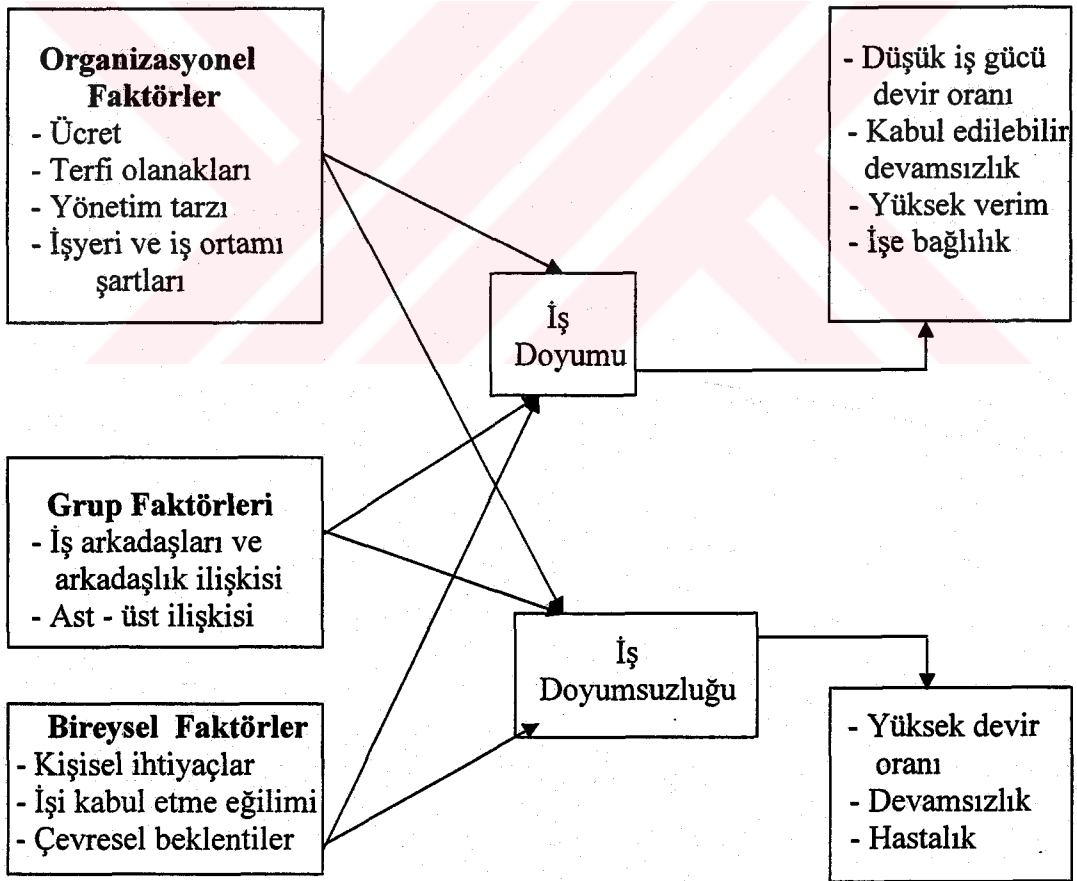 Organizasyonel
Faktörler
- Ücret
- Terfi olanakları
- Yönetim tarzı
- İşyeri ve iş ortamı
şartları
Grup Faktörleri
- İş arkadaşları ve
arkadaşlık ilişkisi
- Ast - üst ilişkisi
Bireysel Faktörler
- Kişisel ihtiyaçlar
- İşi kabul etme eğilimi
- Çevresel beklentiler
İş
Doyumu
İş
Doyumsuzluğu
- Düşük iş gücü
devir oranı
- Kabul edilebilir
devamsızlık
- Yüksek verim
- İşe bağlılık
- Yüksek devir
oranı
- Devamsızlık
- Hastalık